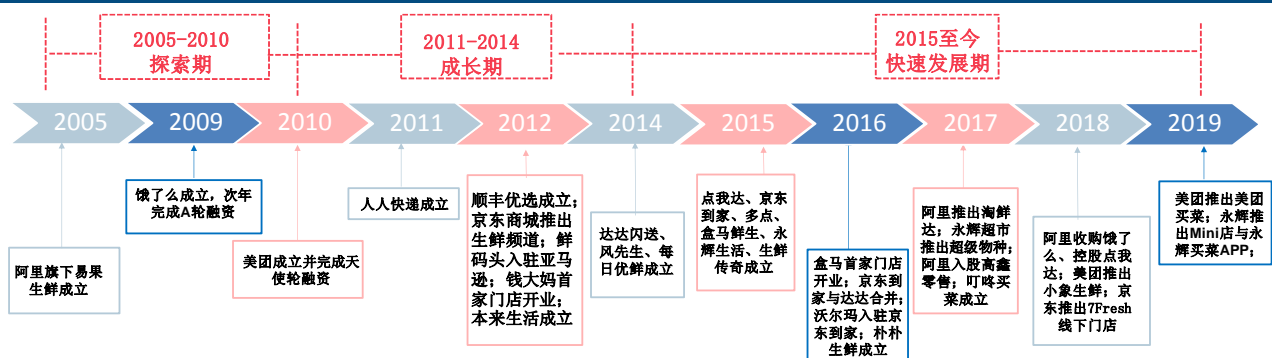 2005-2010
探索期
2011-2014
成长期
2015至今
快速发展期
2005
2009
2010
2011
2012
2014
2015
2016
2017
2018
2019
阿里旗下易果
生鲜成立
饿了么成立，次年
完成A轮融资
美团成立并完成天
使轮融资
人人快递成立
顺丰优选成立；
京东商城推出
生鲜频道；鲜
码头入驻亚马
逊；钱大妈首
家门店开业；
本来生活成立
达达闪送、
风先生、每
日优鲜成立
点我达、京东
到家、多点、
盒马鲜生、永
辉生活、生鲜
传奇成立
盒马首家门店
开业；京东到
家与达达合并；
沃尔玛入驻京
东到家；朴朴
生鲜成立
阿里推出淘鲜
达；永辉超市
推出超级物种；
阿里入股高鑫
零售；叮咚买
菜成立
阿里收购饿了
么、控股点我
达；美团推出
小象生鲜；京
东推出7Fresh
线下门店
美团推出美团
买菜；永辉推
出Mini店与永
辉买菜APP；